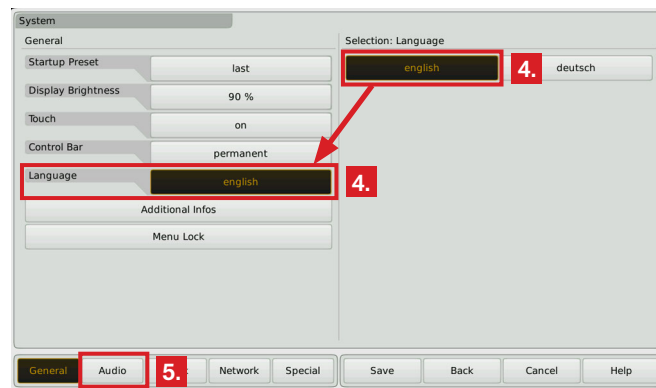 System
General
Startup Preset
last
Display Brightness
90 %
Touch
on
Control Bar
permanent
Language
english
4.
Additional Infos
Menu Lock
Selection: Language
english
4.
deutsch
General
Audio
5.
Network
Special
Save
Back
Cancel
Help